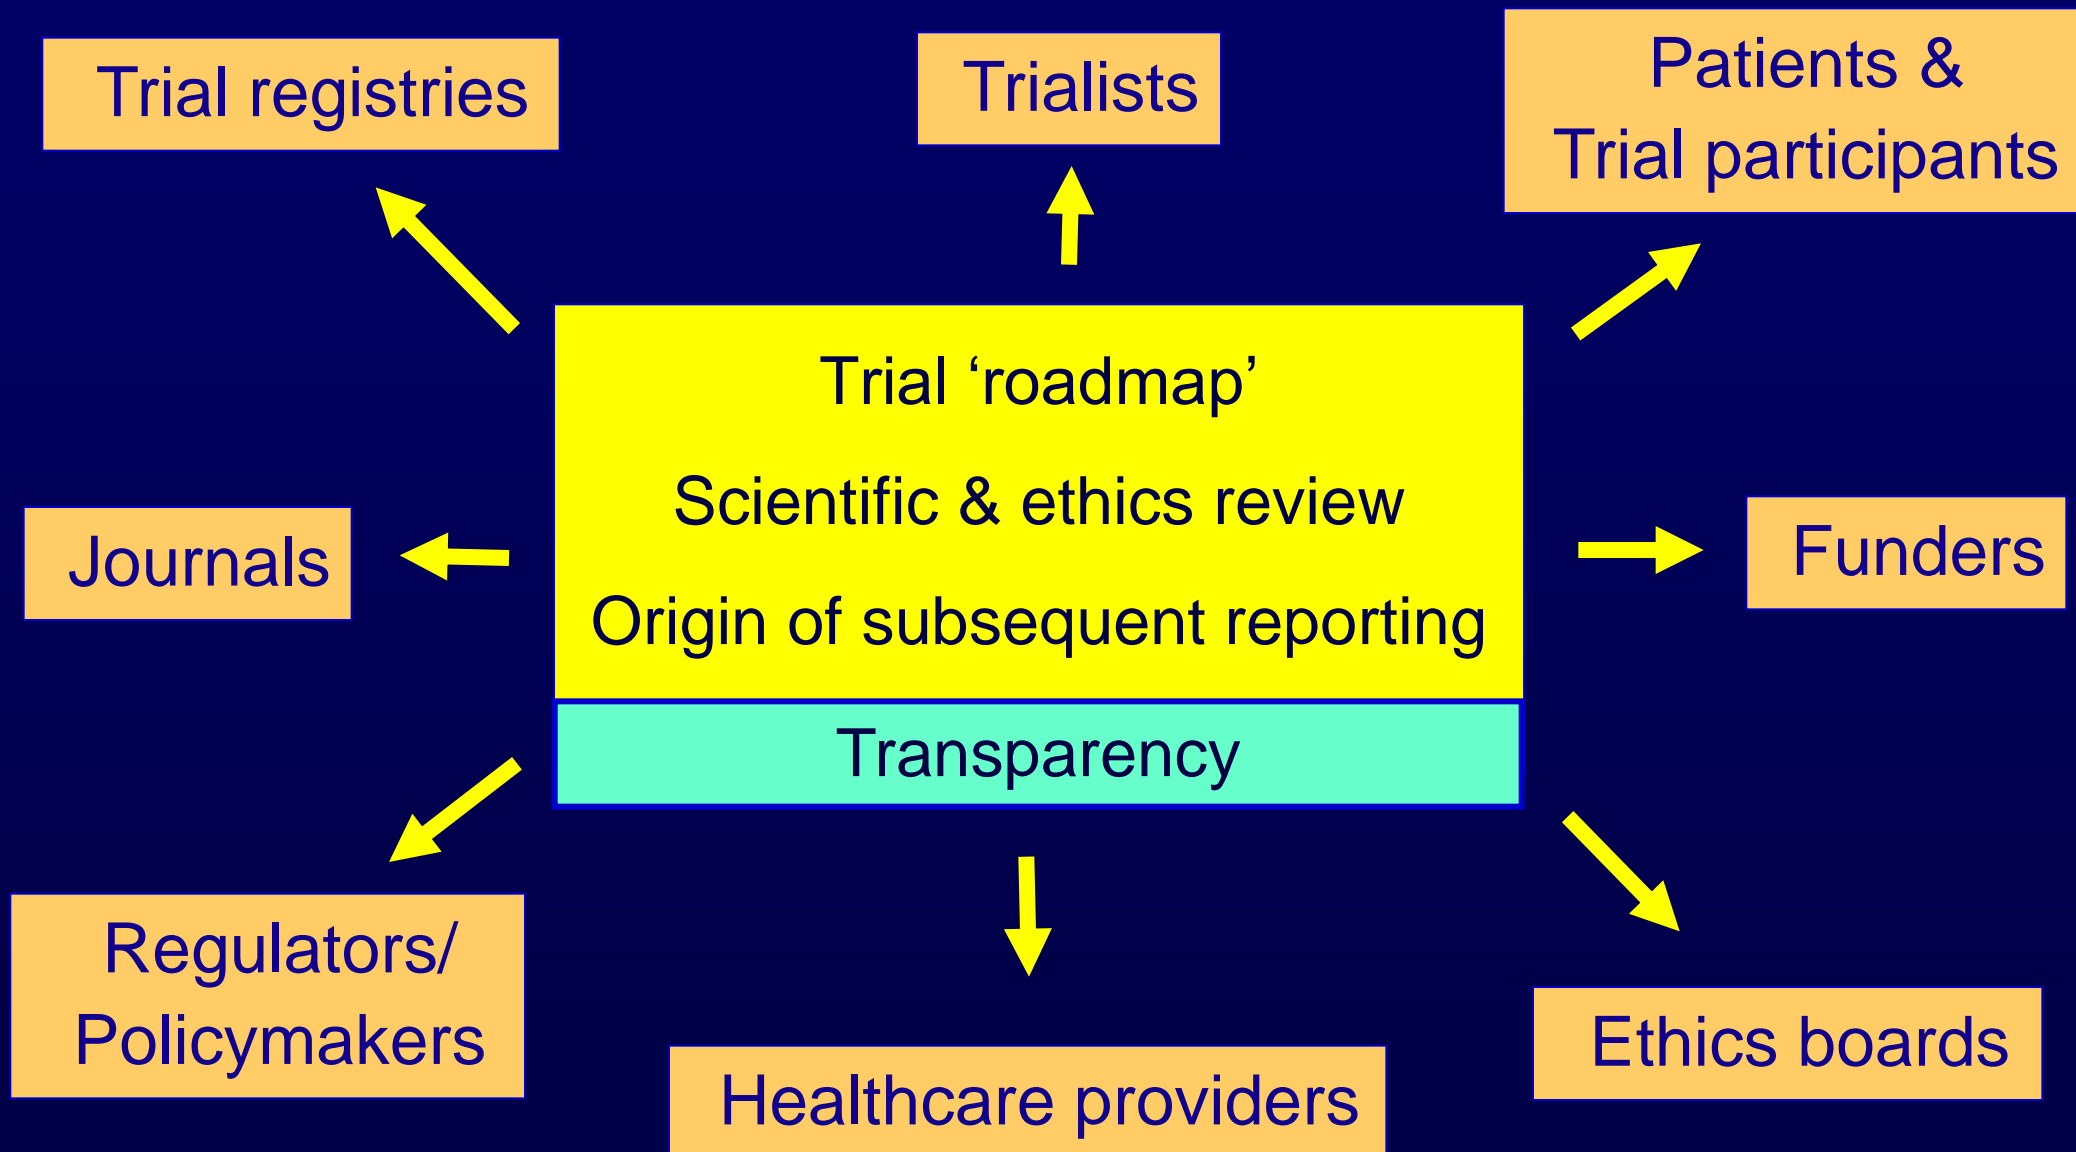 Trial registries
Trialists
Patients &
Trial participants
Trial ‘roadmap’
Scientific & ethics review
Origin of subsequent reporting
Transparency
Journals
Funders
Regulators/
Policymakers
Healthcare providers
Ethics boards